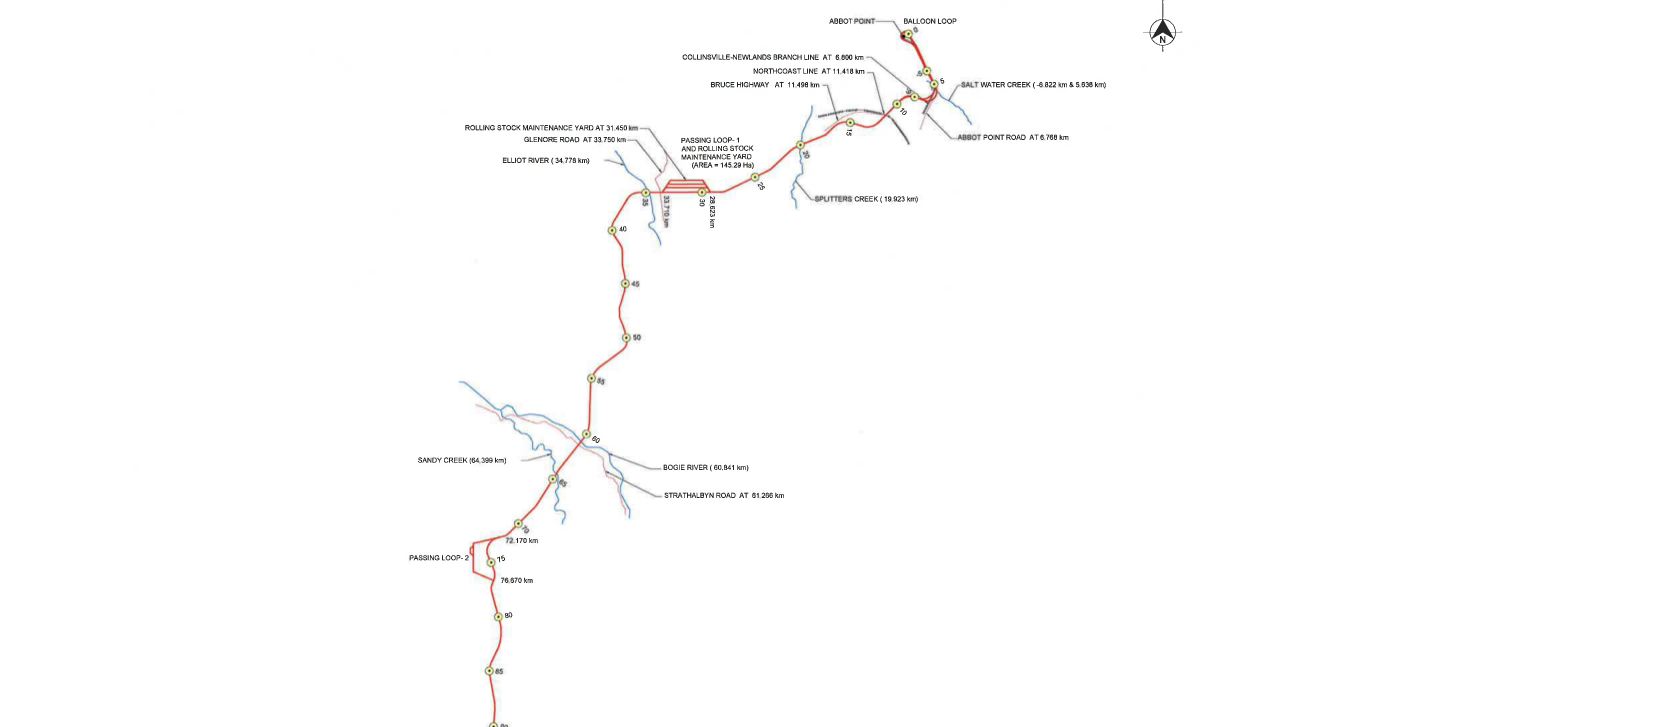 ABBOT POINT
BALLOON LOOP
0
N
COLLINSVILLE-NEWLANDS BRANCH LINE AT 6.800 km
NORTHCOAST LINE AT 11.418 km
5
BRUCE HIGHWAY AT 11.498 km
SALT WATER CREEK ( -6.822 km & 5.938 km)
10
ROLLING STOCK MAINTENANCE YARD AT 31.450 km
15
GLENORE ROAD AT 33.750 km
PASSING LOOP- 1
AND ROLLING STOCK
MAINTENANCE YARD
(AREA = 145.29 Ha)
ABBOT POINT ROAD AT 6.768 km
20
ELLIOT RIVER ( 34.778 km)
25
35
33.710 km
30
28.623 km
SPLITTERS CREEK ( 19.923 km)
40
45
50
55
60
SANDY CREEK (64,399 km)
BOGIE RIVER ( 60,841 km)
65
STRATHALBYN ROAD AT 61.266 km
70
72.170 km
PASSING LOOP- 2
75
76.670 km
80
85